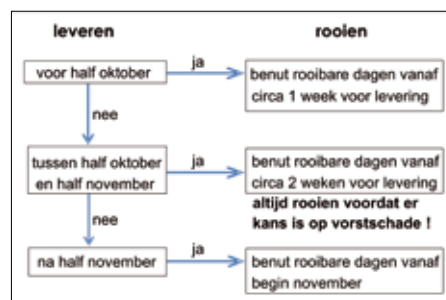 leveren
rooien
voor half oktober
ja
benut rooibare dagen vanaf
circa 1 week voor levering
nee
tussen half oktober
en half november
ja
benut rooibare dagen vanaf
circa 2 weken voor levering
altijd rooien voordat er
kans is op vorstschade !
nee
na half november
ja
benut rooibare dagen vanaf
begin november